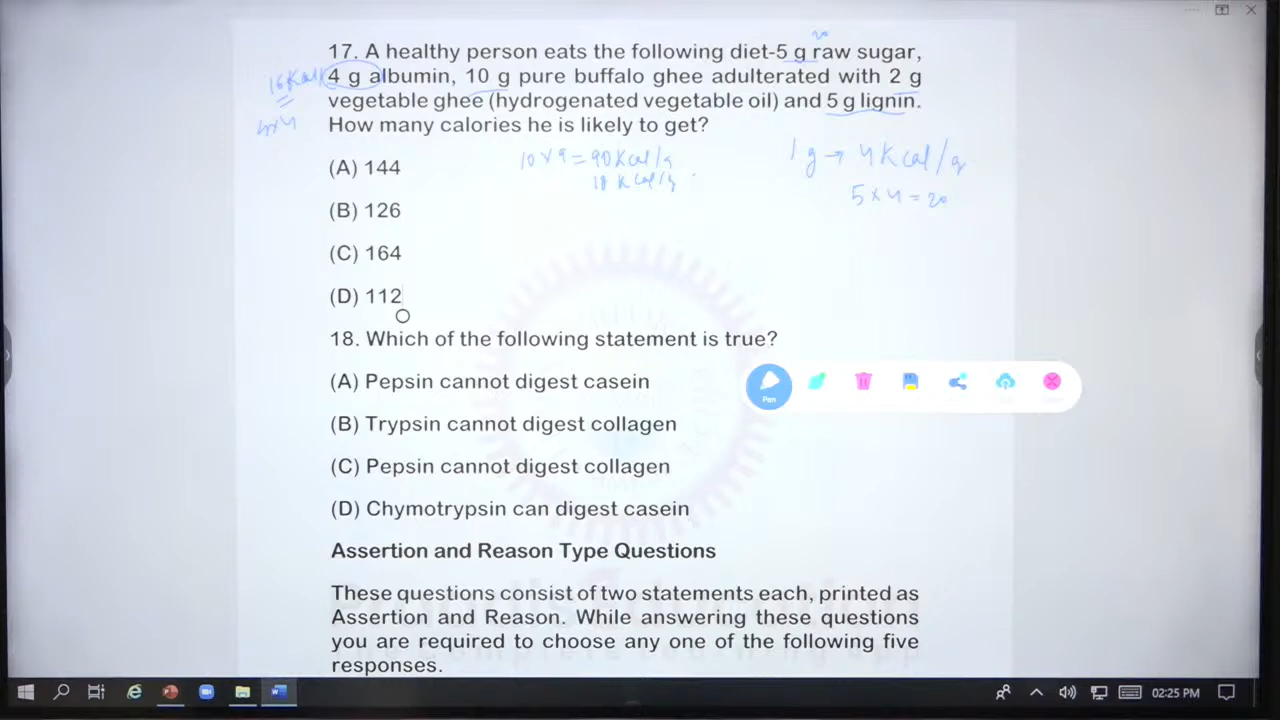 20
17. A healthy person eats the following diet-5 g raw sugar,
16 Kcal
4 g albumin, 10 g pure buffalo ghee adulterated with 2 g
vegetable ghee (hydrogenated vegetable oil) and 5 g lignin.
4x4
How many calories he is likely to get?
10 x 9 = 90 Kcal/g
1 g → 4 Kcal/g
(A) 144
18 Kcal/g
5 x 4 = 20
(B) 126
(C) 164
(D) 112
18. Which of the following statement is true?
(A) Pepsin cannot digest casein
Pen
(B) Trypsin cannot digest collagen
(C) Pepsin cannot digest collagen
(D) Chymotrypsin can digest casein
Assertion and Reason Type Questions
These questions consist of two statements each, printed as
Assertion and Reason. While answering these questions
you are required to choose any one of the following five
responses.
02:25 PM